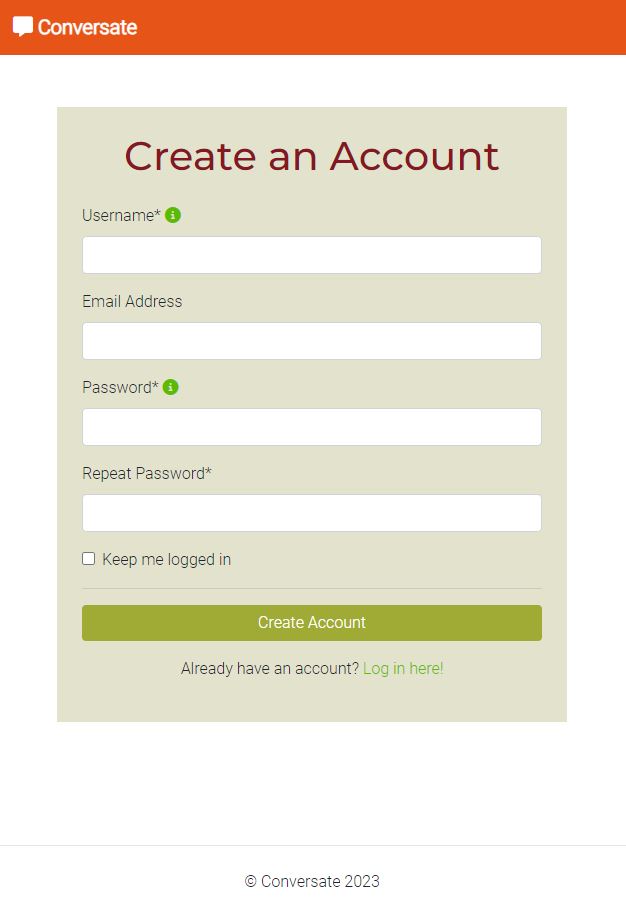 Conversate
Create an Account
Username*
Email Address
Password*
Repeat Password*
Keep me logged in
Create Account
Already have an account? Log in here!
© Conversate 2023